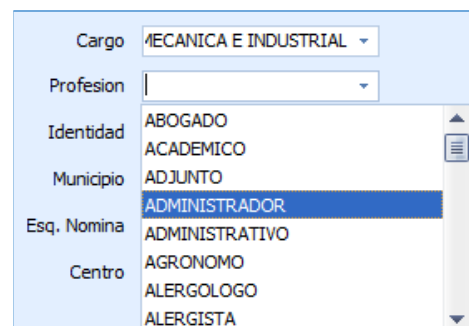 Cargo MECANICA E INDUSTRIAL
Profesion
ABOGADO
Identidad
ACADEMICO
Municipio
ADJUNTO
ADMINISTRADOR
Esq. Nomina
ADMINISTRATIVO
Centro
AGRONOMO
ALERGOLOGO
ALERGISTA